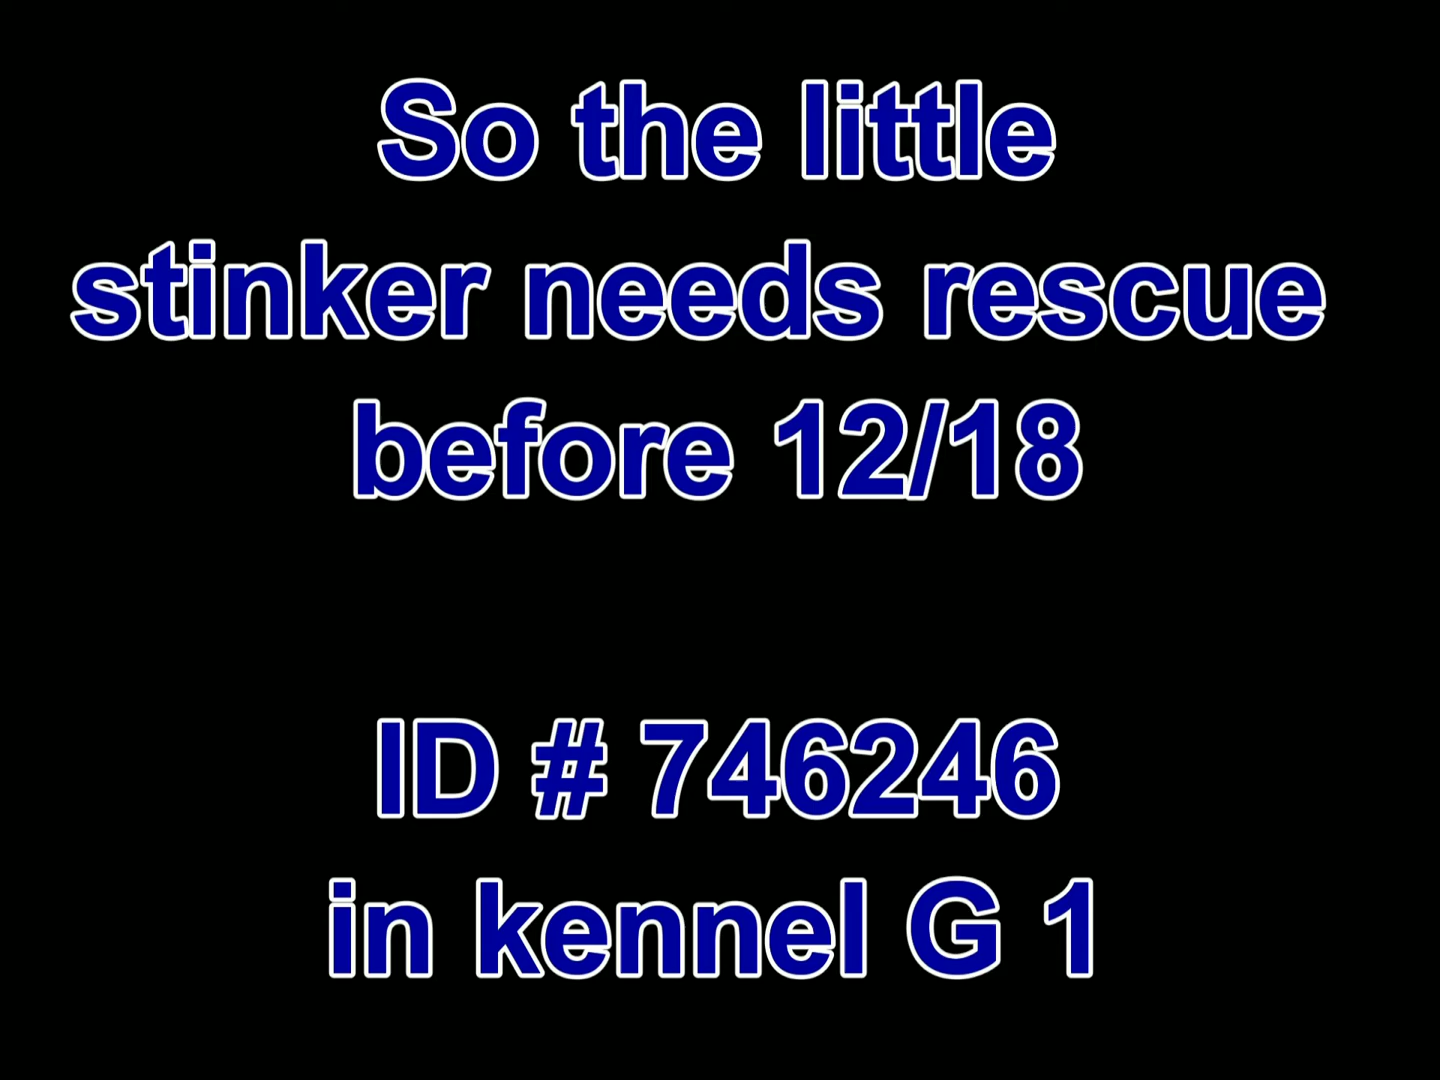 So the little
stinker needs rescue
before 12/18
ID # 746246
in kennel G 1